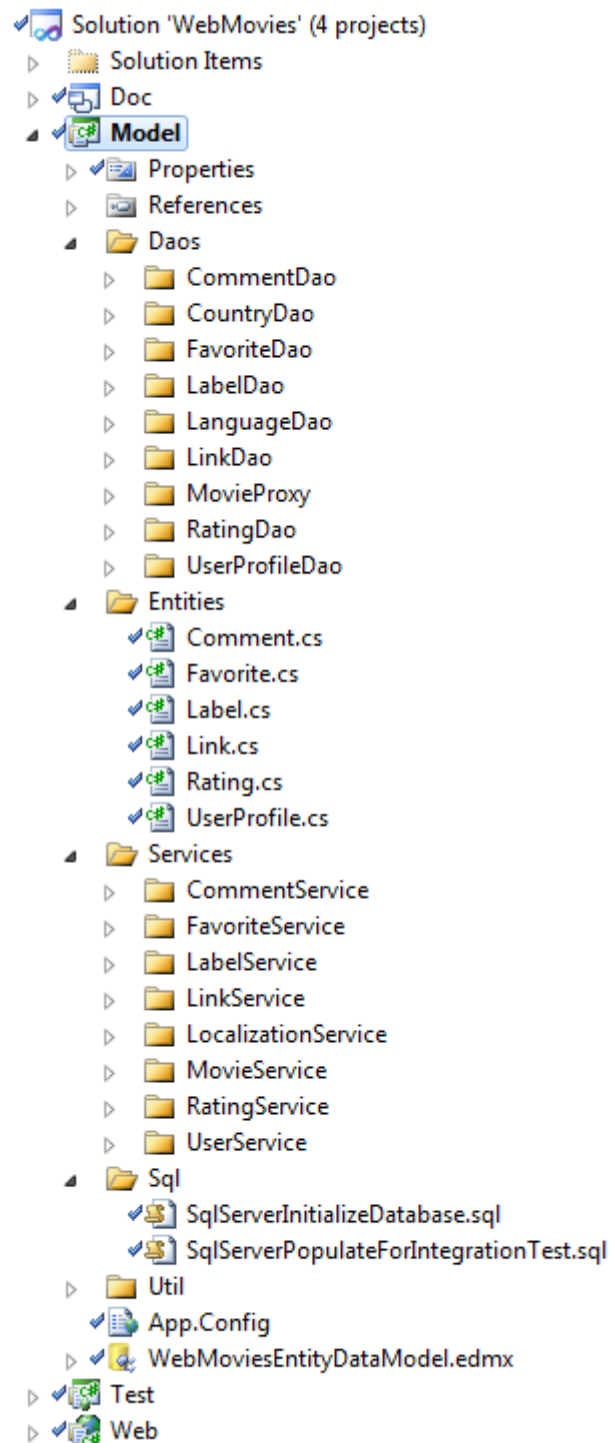 Solution 'WebMovies' (4 projects)
Solution Items
Doc
Model
Properties
References
Daos
CommentDao
CountryDao
FavoriteDao
LabelDao
LanguageDao
LinkDao
MovieProxy
RatingDao
UserProfileDao
Entities
Comment.cs
Favorite.cs
Label.cs
Link.cs
Rating.cs
UserProfile.cs
Services
CommentService
FavoriteService
LabelService
LinkService
LocalizationService
MovieService
RatingService
UserService
Sql
SqlServerInitializeDatabase.sql
SqlServerPopulateForIntegrationTest.sql
Util
App.Config
WebMoviesEntityDataModel.edmx
Test
Web